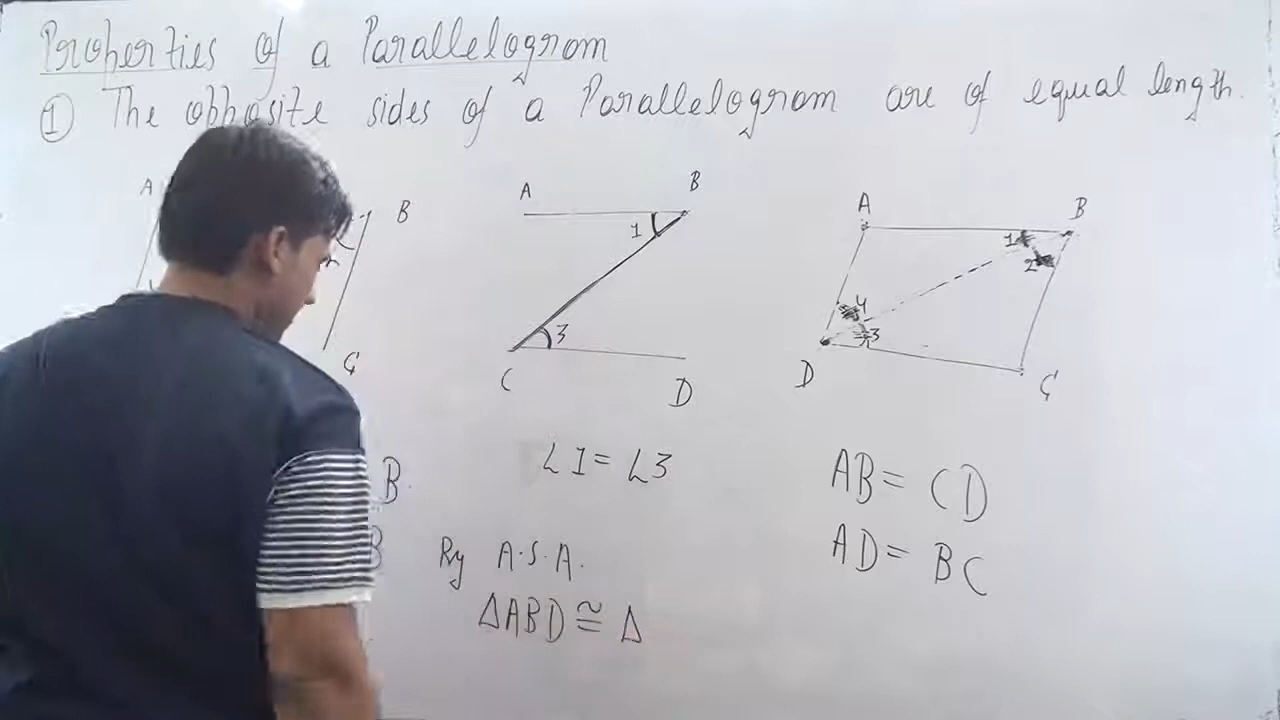 Properties of a Parallelogram
① The opposite sides of a Parallelogram are of equal length.
A
B
C
A
B
1
3
C
D
A
B
1
2
4
3
D
C
∠1 = ∠3
AB = CD
AD = BC
B
B
By A.S.A.
ΔABD ≅ Δ